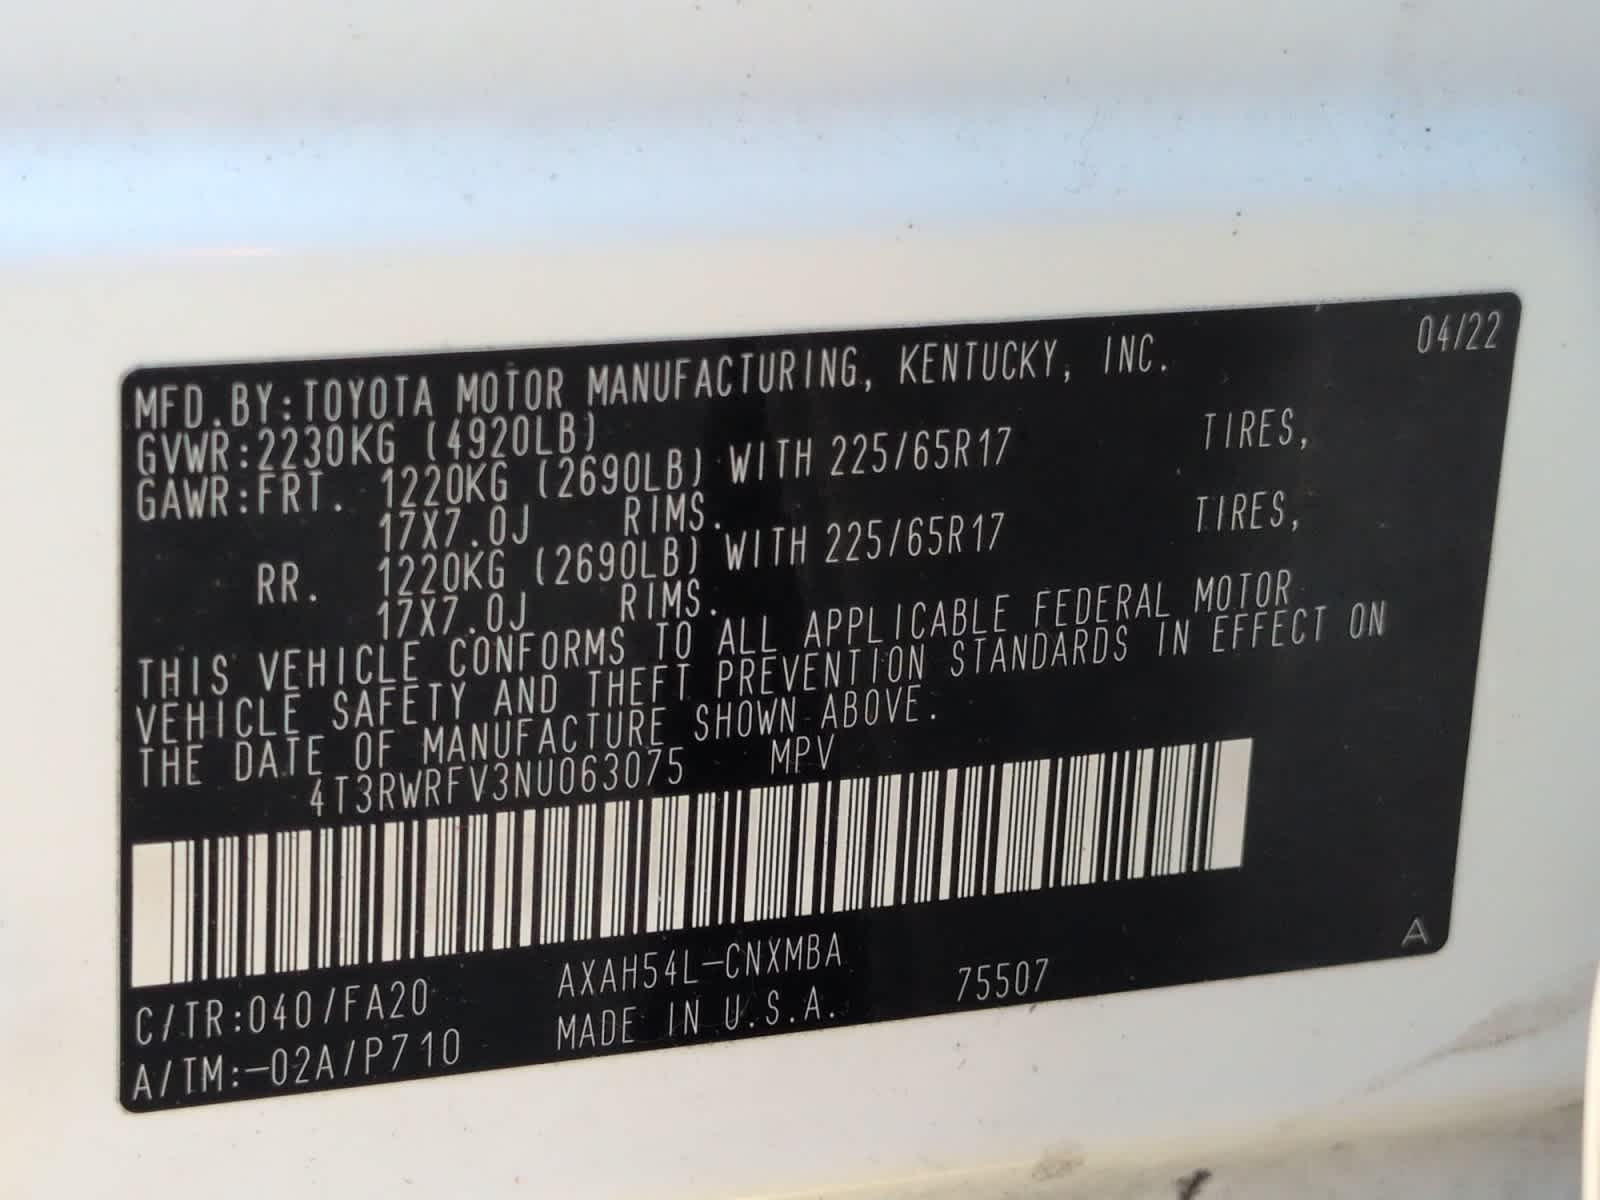 MFD.BY:TOYOTA MOTOR MANUFACTURING, KENTUCKY, INC. 04/22
GVWR:2230KG (4920LB)
GAWR:FRT. 1220KG (2690LB) WITH 225/65R17 TIRES,
17X7.0J RIMS.
RR. 1220KG (2690LB) WITH 225/65R17 TIRES,
17X7.0J RIMS.
THIS VEHICLE CONFORMS TO ALL APPLICABLE FEDERAL MOTOR
VEHICLE SAFETY AND THEFT PREVENTION STANDARDS IN EFFECT ON
THE DATE OF MANUFACTURE SHOWN ABOVE.
4T3RWRFV3NU063075 MPV
C/TR:040/FA20 AXAH54L-CNXMBA A
A/TM:-02A/P710 MADE IN U.S.A. 75507